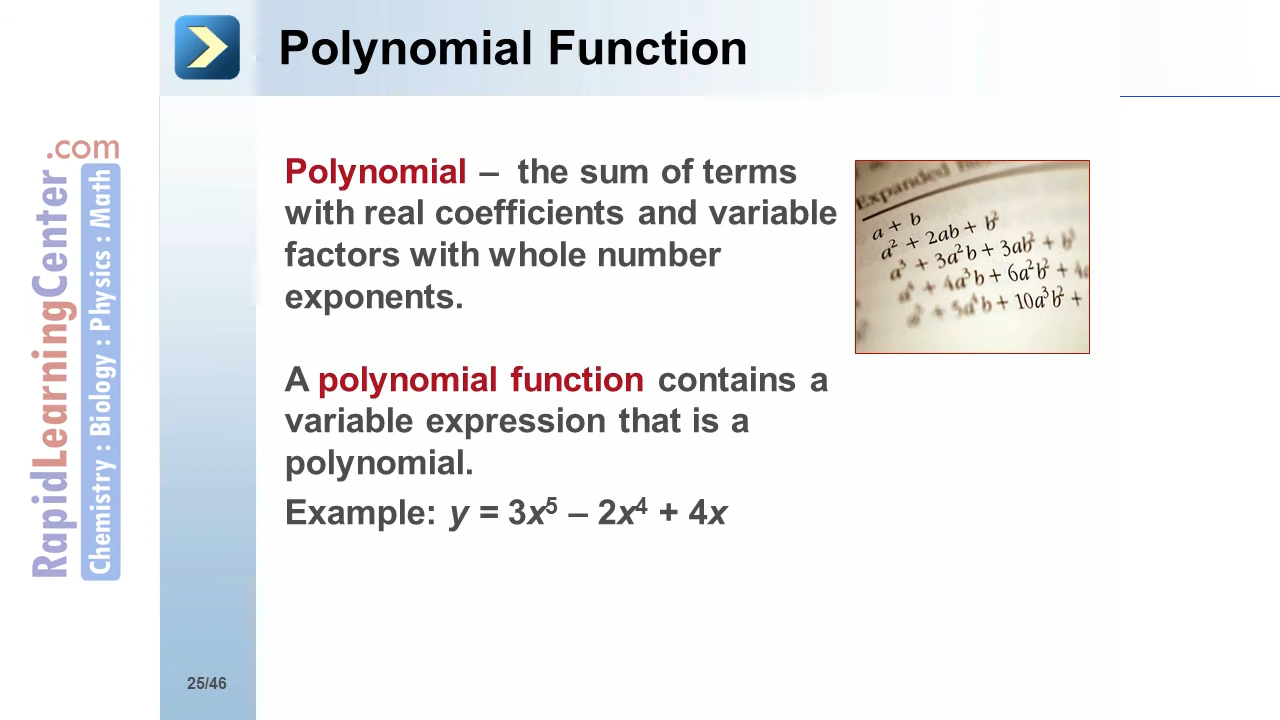 Polynomial Function
.com
RapidLearningCenter
Chemistry : Biology : Physics : Math
Polynomial – the sum of terms
with real coefficients and variable
factors with whole number
exponents.
Expanded
a + b
a² + 2ab + b²
a³ + 3a²b + 3ab² + b³
a⁴ + 4a³b + 6a²b² + 4a
a⁵ + 5a⁴b + 10a³b² +
A polynomial function contains a
variable expression that is a
polynomial.
Example: y = 3x⁵ – 2x⁴ + 4x
25/46